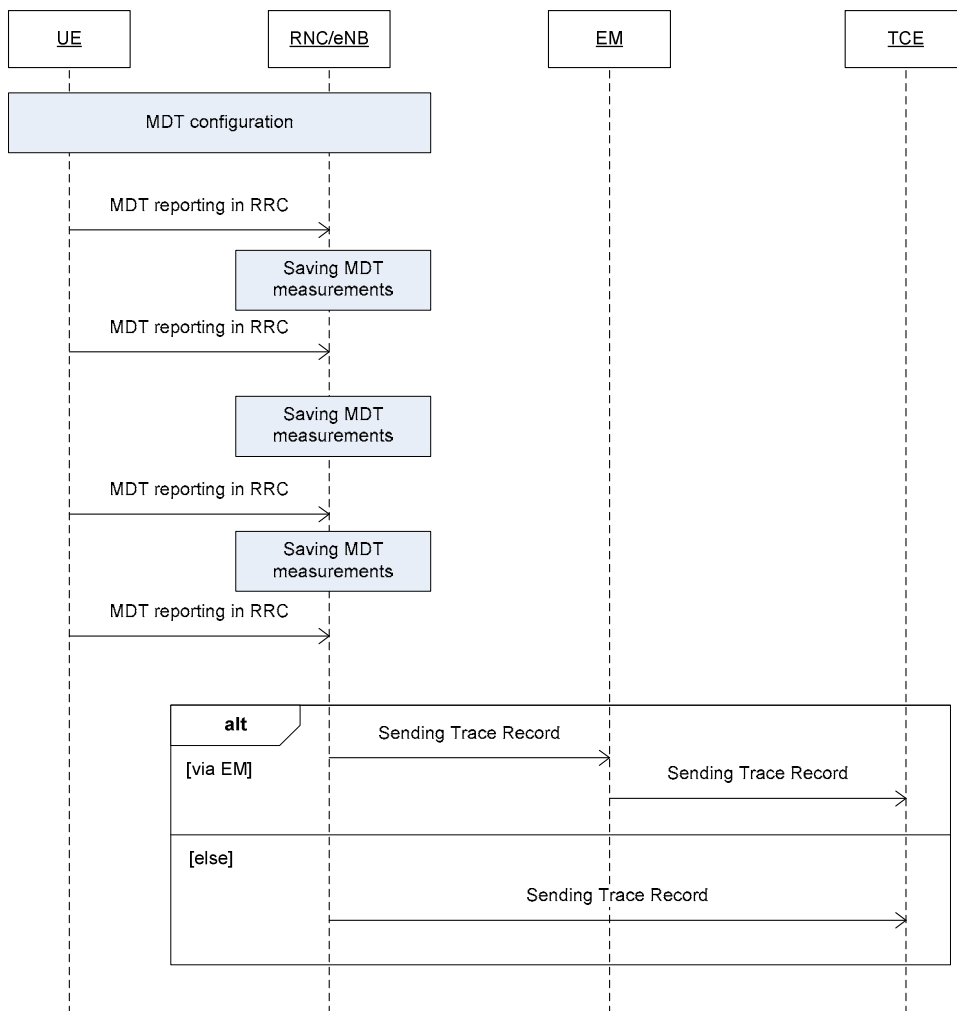 UE
RNC/eNB
EM
TCE
MDT configuration
MDT reporting in RRC
Saving MDT
measurements
MDT reporting in RRC
Saving MDT
measurements
MDT reporting in RRC
Saving MDT
measurements
MDT reporting in RRC
alt
Sending Trace Record
[via EM]
Sending Trace Record
[else]
Sending Trace Record